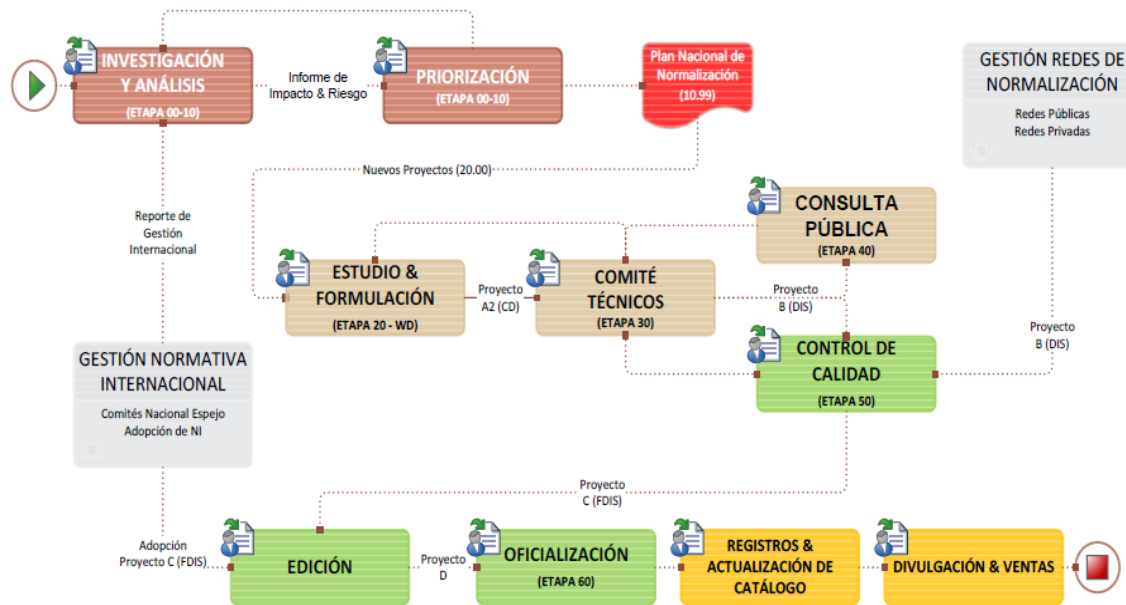 INVESTIGACIÓN
Y ANÁLISIS
(ETAPA 00-10)
Informe de
Impacto & Riesgo
PRIORIZACIÓN
(ETAPA 00-10)
Plan Nacional de
Normalización
(10.99)
GESTIÓN REDES DE
NORMALIZACIÓN
Redes Públicas
Redes Privadas
Nuevos Proyectos (20.00)
Reporte de
Gestión
Internacional
CONSULTA
PÚBLICA
(ETAPA 40)
ESTUDIO &
FORMULACIÓN
(ETAPA 20 - WD)
Proyecto
A2 (CD)
COMITÉ
TÉCNICOS
(ETAPA 30)
Proyecto
B (DIS)
Proyecto
B (DIS)
CONTROL DE
CALIDAD
(ETAPA 50)
GESTIÓN NORMATIVA
INTERNACIONAL
Comités Nacional Espejo
Adopción de NI
Proyecto
C (FDIS)
Adopción
Proyecto C (FDIS)
EDICIÓN
Proyecto
D
OFICIALIZACIÓN
(ETAPA 60)
REGISTROS &
ACTUALIZACIÓN DE
CATÁLOGO
DIVULGACIÓN & VENTAS